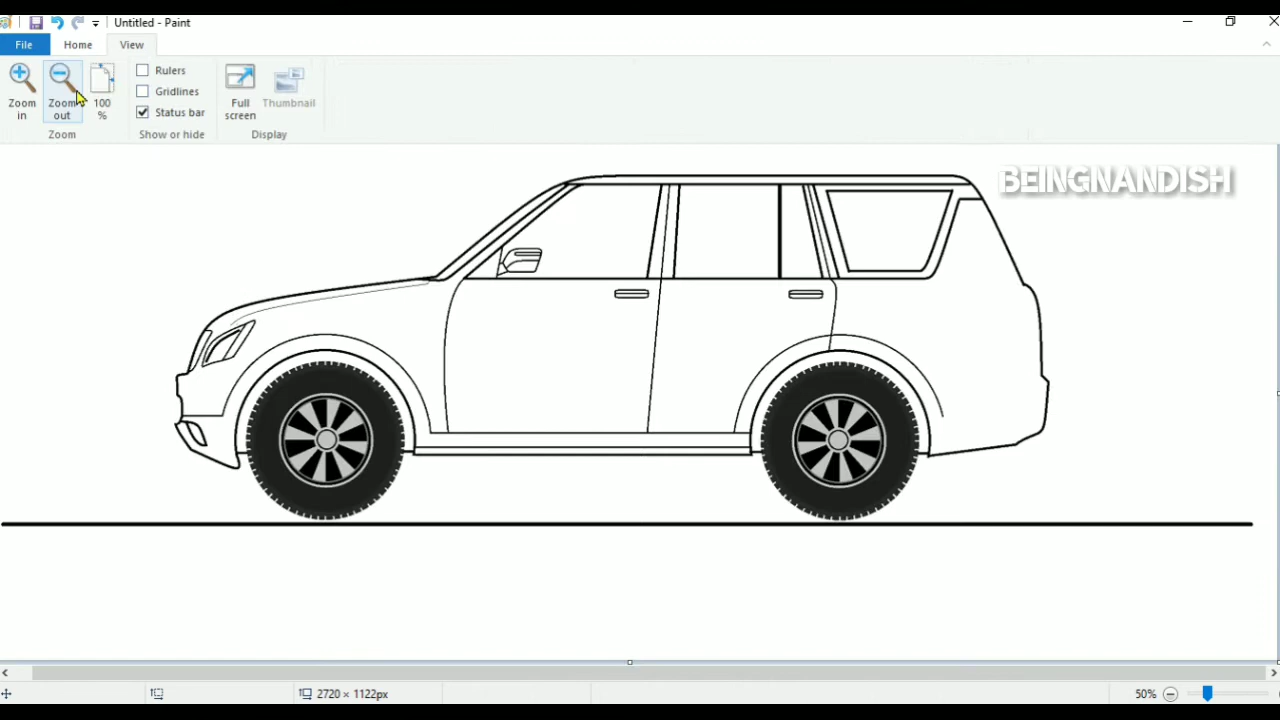 Untitled - Paint
File Home View
Zoom in
Zoom out
100 %
Rulers
Gridlines
Status bar
Full screen
Thumbnail
Zoom
Show or hide
Display
BEINGNANDISH
2720 × 1122px
50%